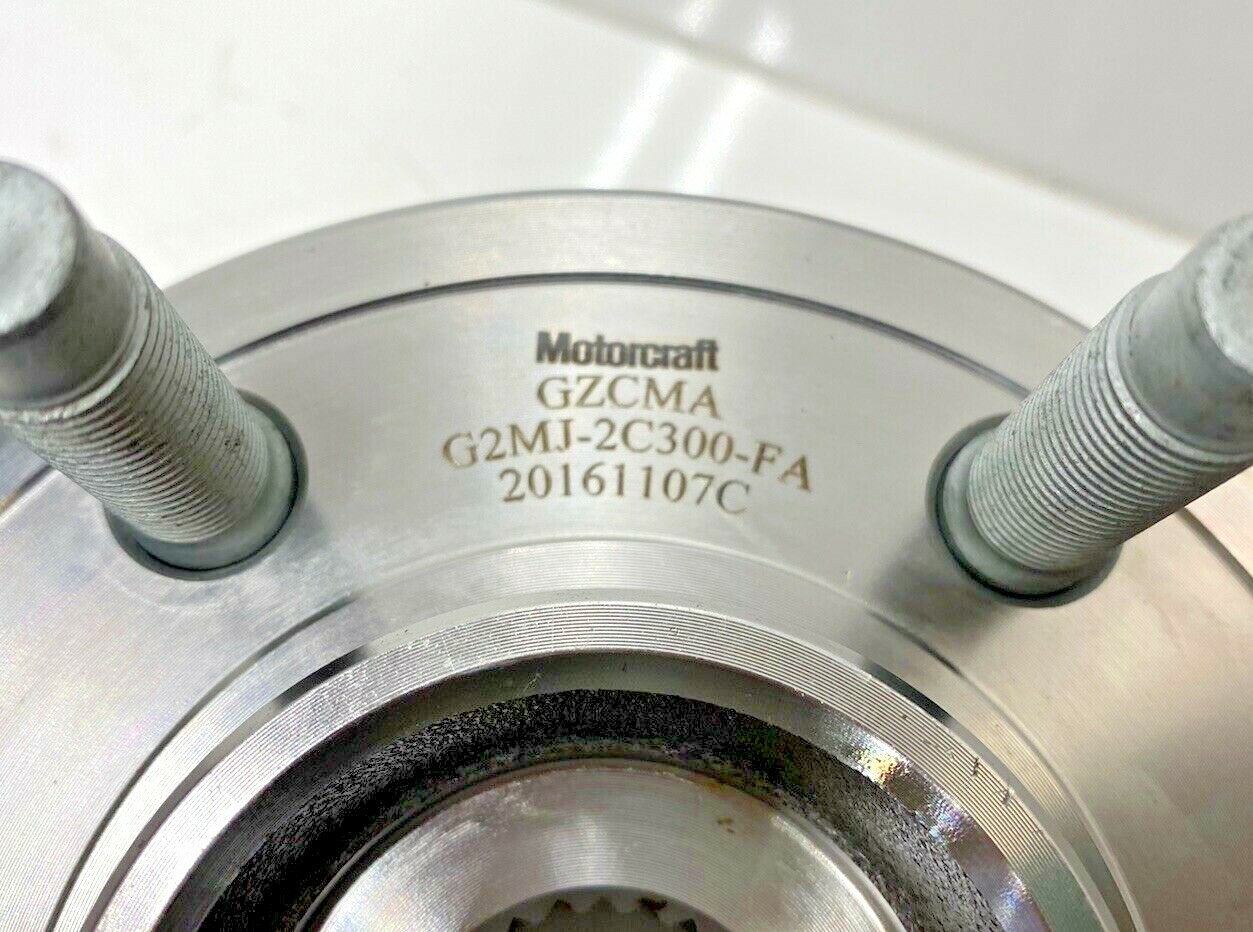 Motorcraft
GZCMA
G2MJ-2C300-FA
20161107C